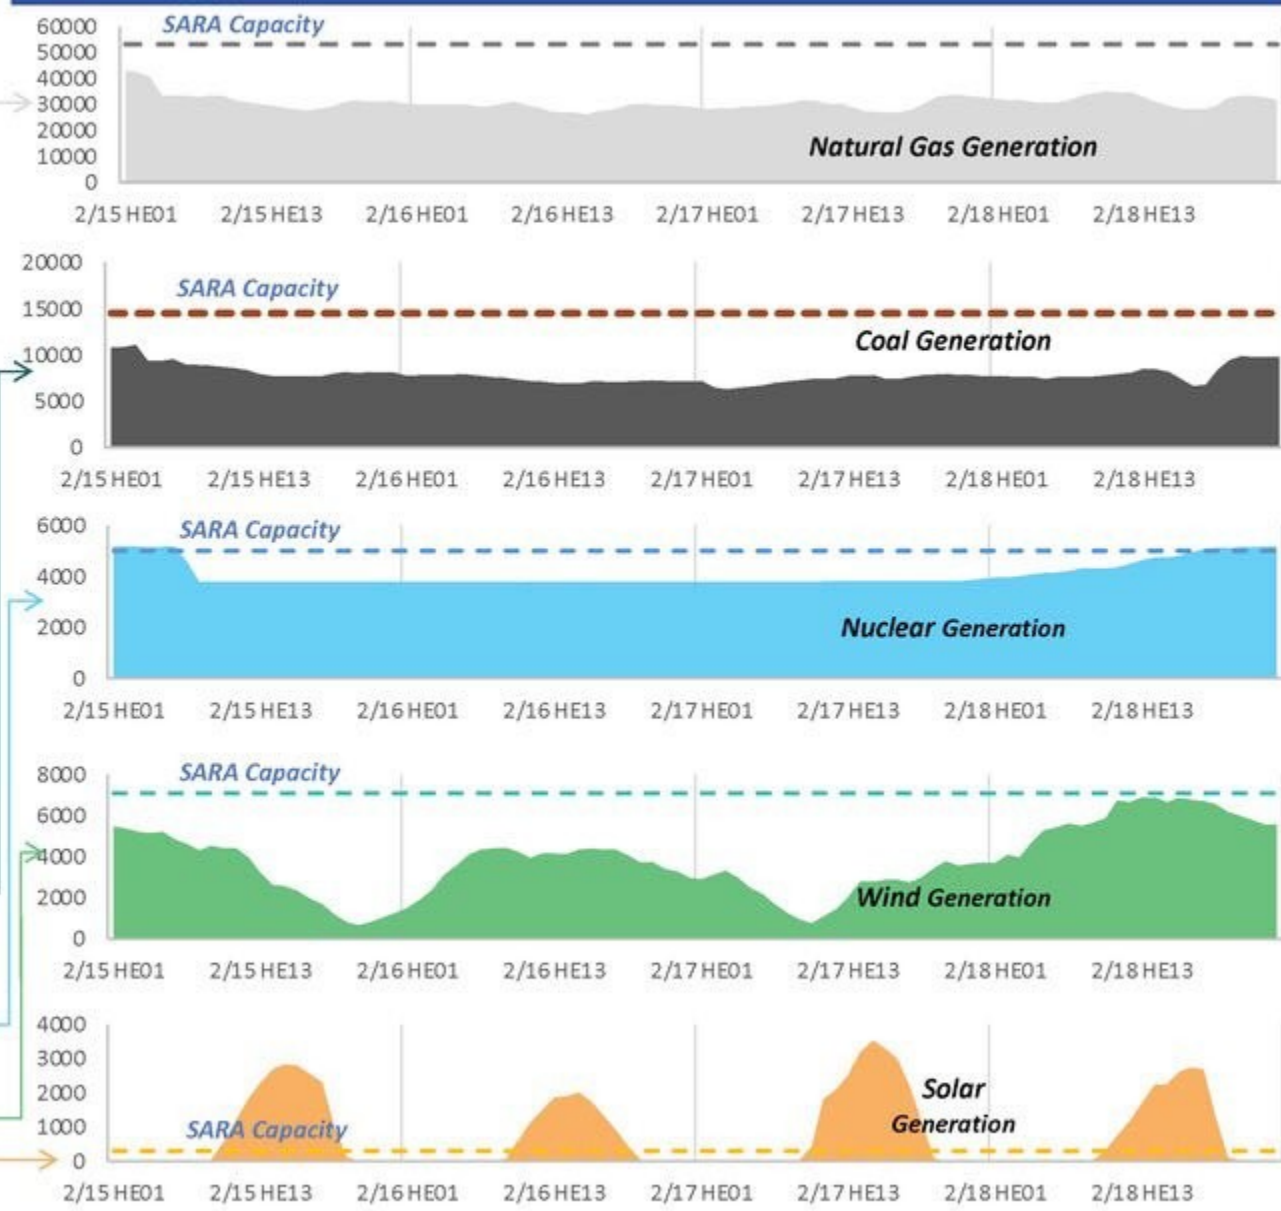 SARA Capacity
60000
50000
40000
30000
20000
10000
0
Natural Gas Generation
2/15 HE01 2/15 HE13 2/16 HE01 2/16 HE13 2/17 HE01 2/17 HE13 2/18 HE01 2/18 HE13
20000
SARA Capacity
15000
Coal Generation
10000
5000
0
2/15 HE01 2/15 HE13 2/16 HE01 2/16 HE13 2/17 HE01 2/17 HE13 2/18 HE01 2/18 HE13
6000
SARA Capacity
4000
2000
Nuclear Generation
0
2/15 HE01 2/15 HE13 2/16 HE01 2/16 HE13 2/17 HE01 2/17 HE13 2/18 HE01 2/18 HE13
8000
SARA Capacity
6000
4000
2000
Wind Generation
0
2/15 HE01 2/15 HE13 2/16 HE01 2/16 HE13 2/17 HE01 2/17 HE13 2/18 HE01 2/18 HE13
4000
3000
2000
Solar
Generation
1000
SARA Capacity
0
2/15 HE01 2/15 HE13 2/16 HE01 2/16 HE13 2/17 HE01 2/17 HE13 2/18 HE01 2/18 HE13